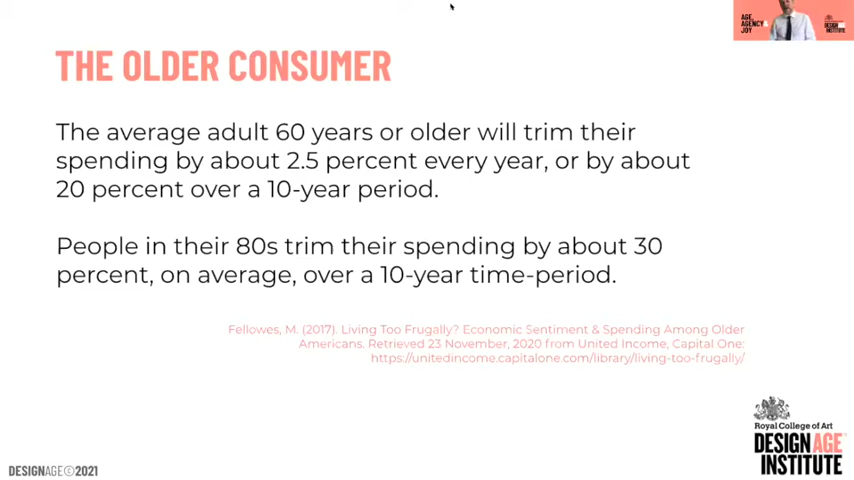 AGE,
AGENCY &
JOY
DESIGN AGE
INSTITUTE
THE OLDER CONSUMER
The average adult 60 years or older will trim their
spending by about 2.5 percent every year, or by about
20 percent over a 10-year period.
People in their 80s trim their spending by about 30
percent, on average, over a 10-year time-period.
Fellowes, M. (2017). Living Too Frugally? Economic Sentiment & Spending Among Older
Americans. Retrieved 23 November, 2020 from United Income, Capital One:
https://unitedincome.capitalone.com/library/living-too-frugally/
Royal College of Art
DESIGN AGE
INSTITUTE
DESIGNAGE©2021